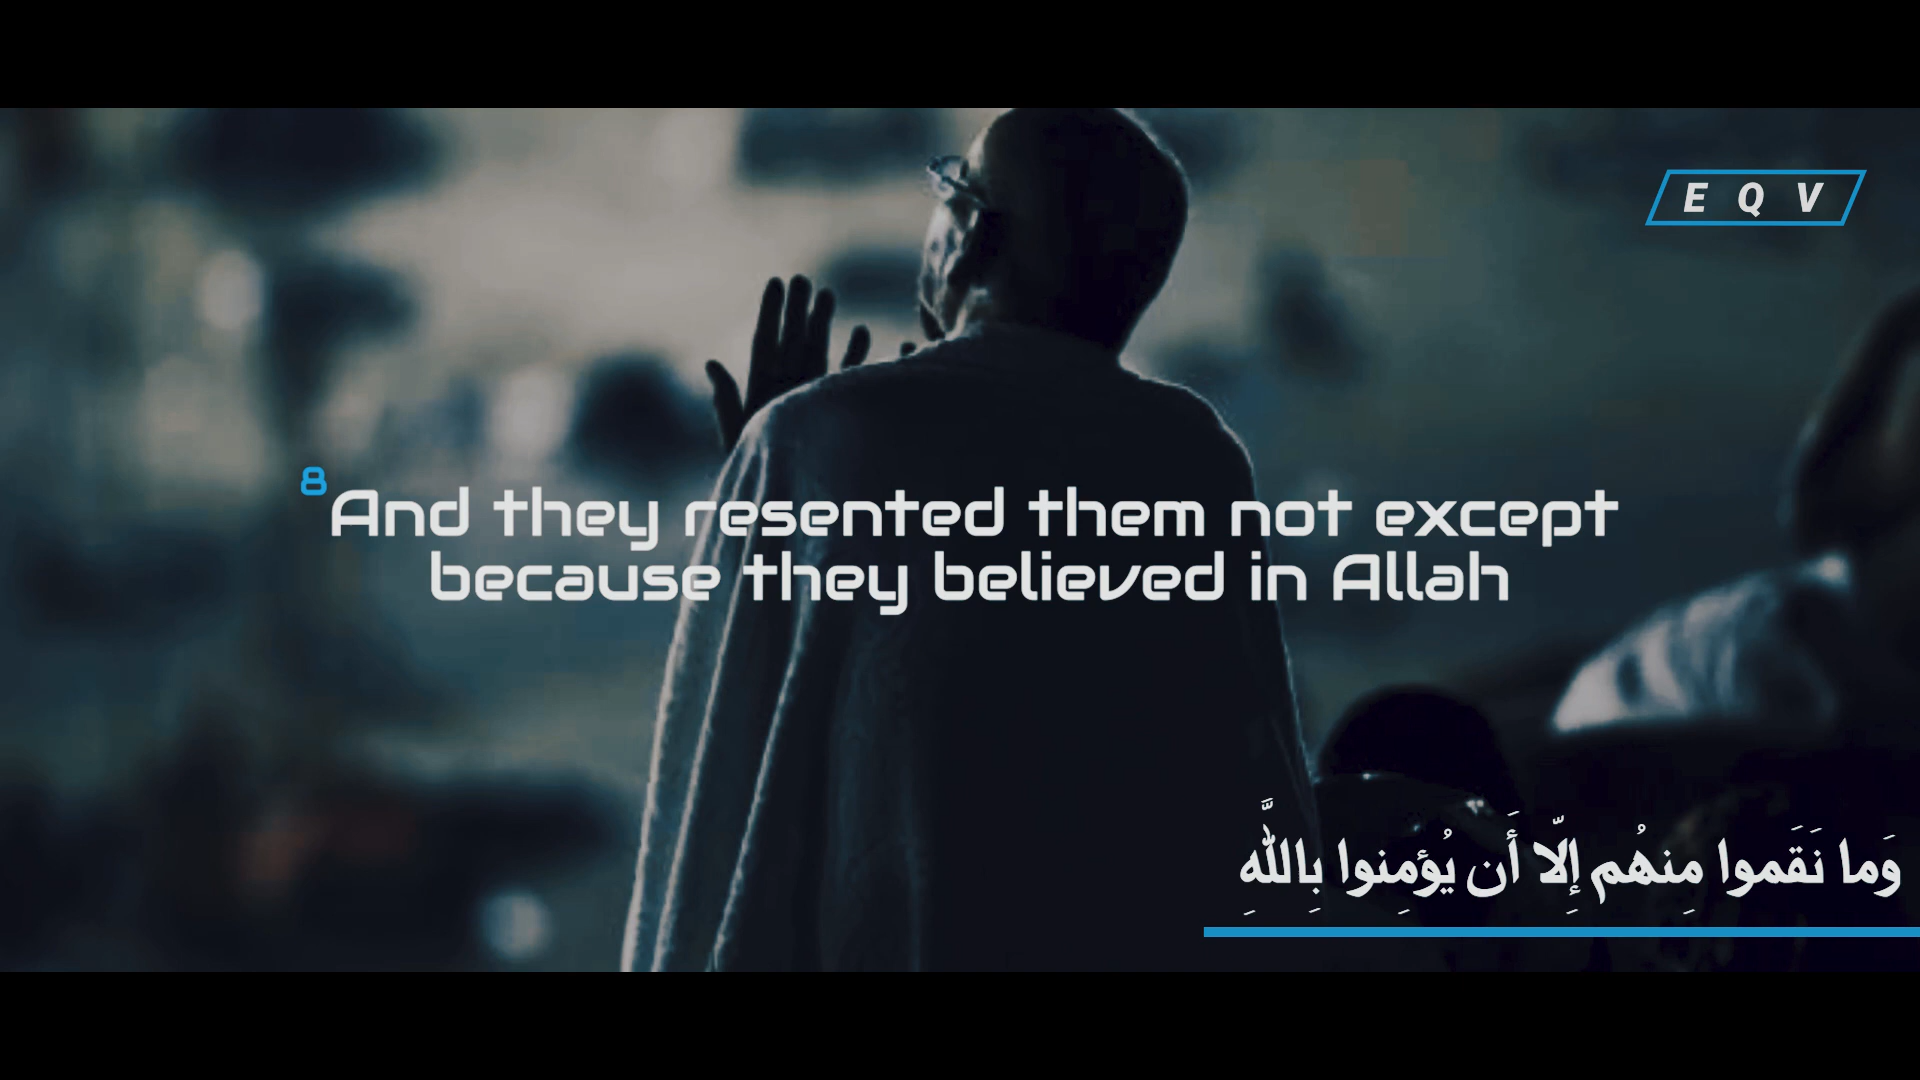 E Q V
8 And they resented them not except
because they believed in Allah
وَما نَقَموا مِنهُم إِلّا أَن يُؤمِنوا بِاللَّهِ